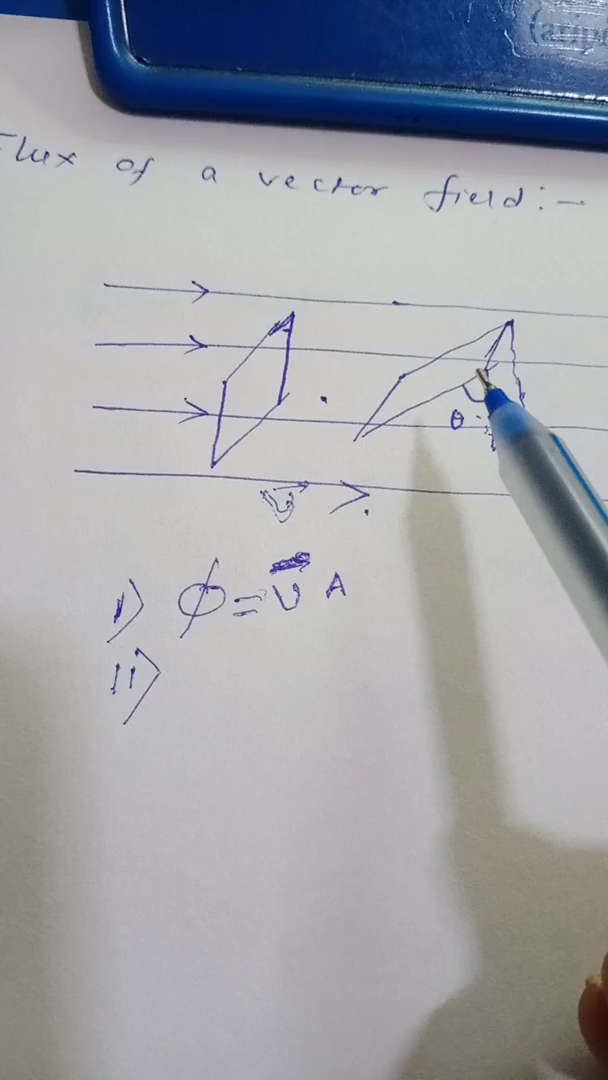 Flux of a vector field:-
θ
v⃗
I) ϕ = v A
II)